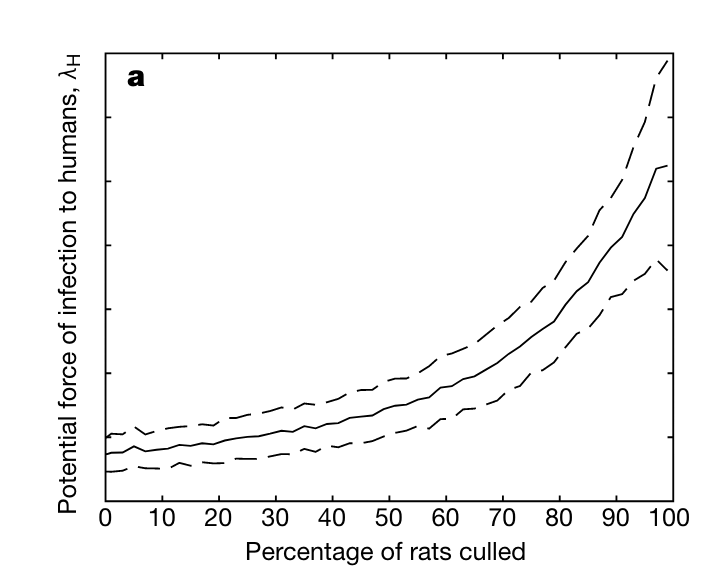 a
Potential force of infection to humans, λH
0 10 20 30 40 50 60 70 80 90 100
Percentage of rats culled